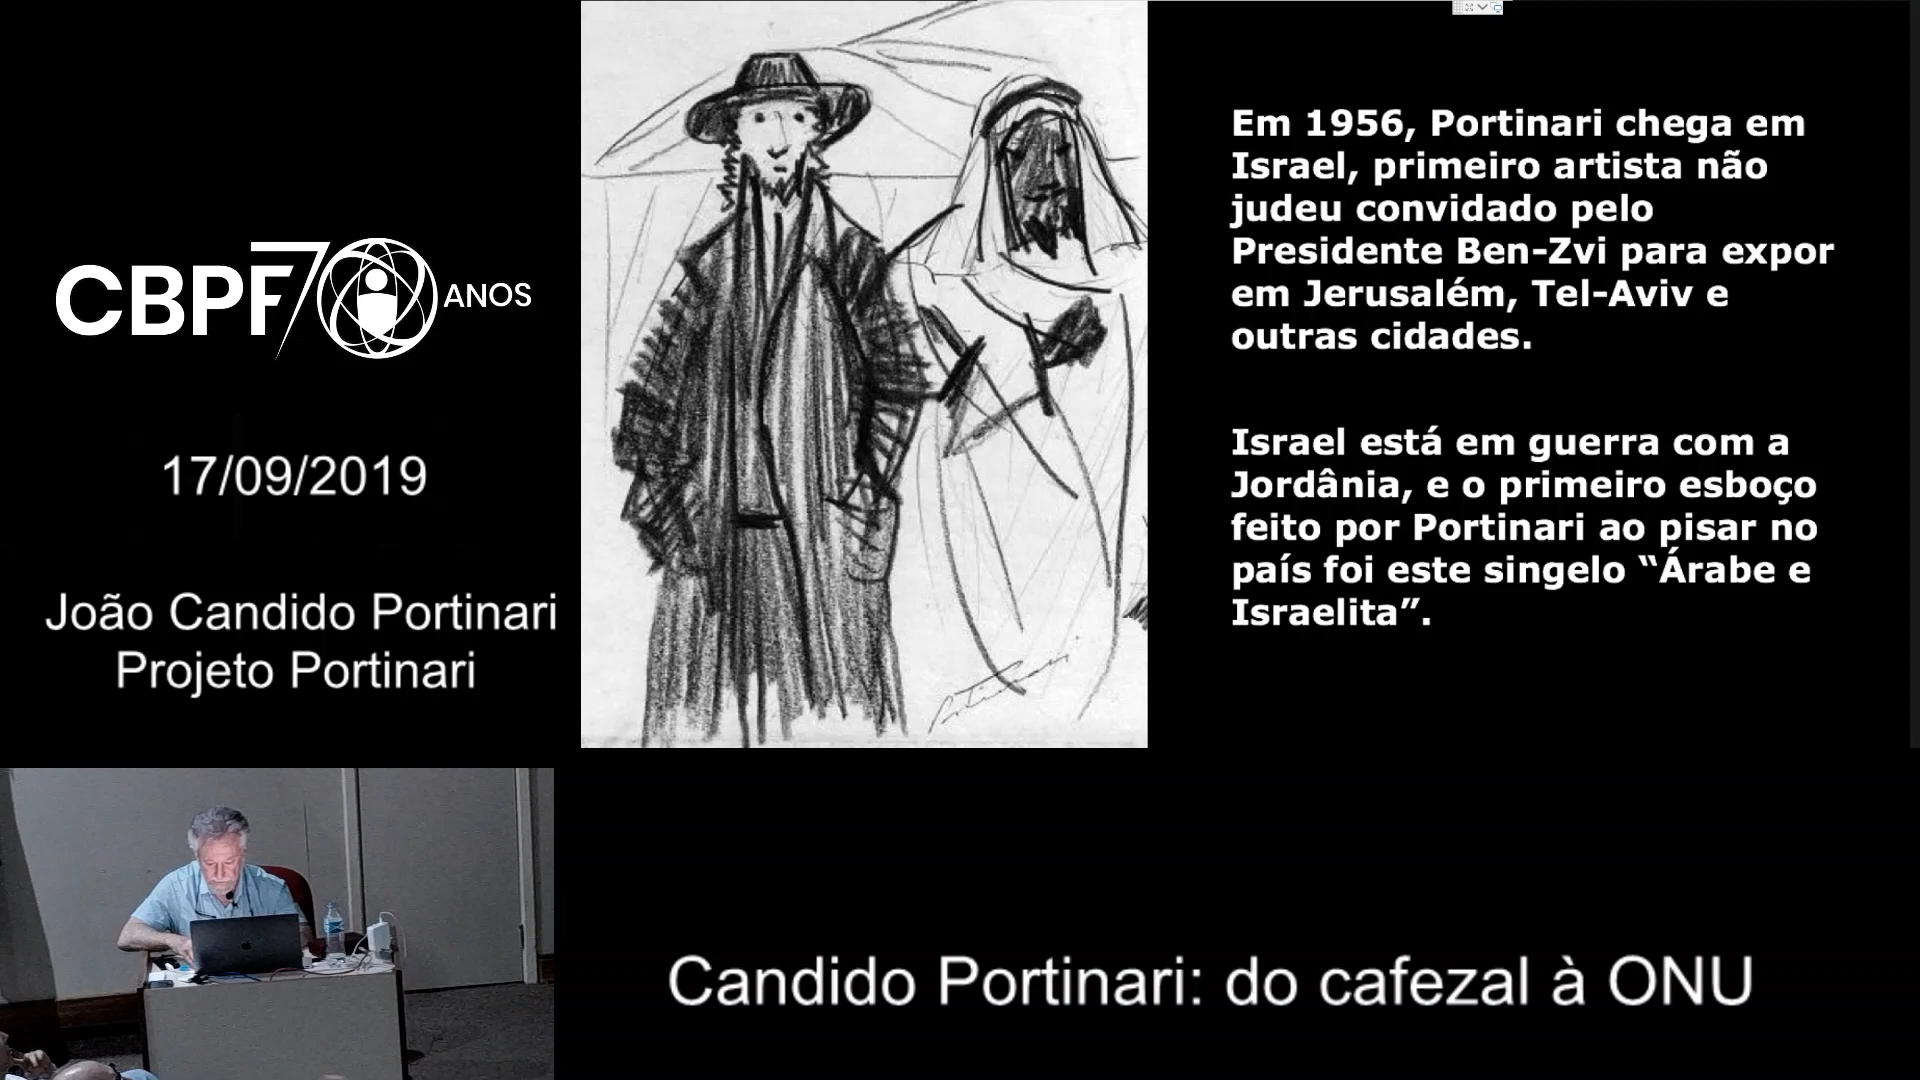 CBPF70 ANOS
17/09/2019
João Candido Portinari
Projeto Portinari
Portinari
Em 1956, Portinari chega em
Israel, primeiro artista não
judeu convidado pelo
Presidente Ben-Zvi para expor
em Jerusalém, Tel-Aviv e
outras cidades.
Israel está em guerra com a
Jordânia, e o primeiro esboço
feito por Portinari ao pisar no
país foi este singelo “Árabe e
Israelita”.
Candido Portinari: do cafezal à ONU